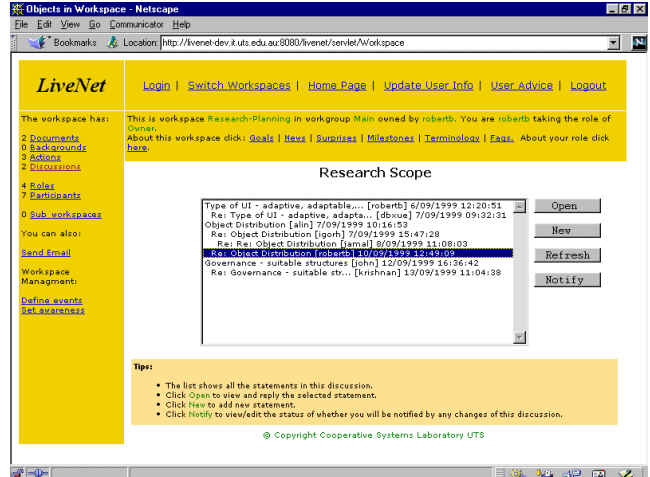 Objects in Workspace - Netscape
File Edit View Go Communicator Help
Bookmarks Location: http://livenet-dev.it.uts.edu.au:8080/livenet/servlet/Workspace
LiveNet
Login | Switch Workspaces | Home Page | Update User Info | User Advice | Logout
The workspace has:
2 Documents
0 Backgrounds
3 Actions
2 Discussions
4 Roles
7 Participants
0 Sub workspaces
You can also:
Send Email
Workspace
Managment:
Define events
Set awareness
This is workspace Research-Planning in workgroup Main owned by robertb. You are robertb taking the role of
Owner.
About this workspace click: Goals | News | Surprises | Milestones | Terminology | Faqs. About your role click
here.
Research Scope
Type of UI - adaptive, adaptable,... [robertb] 6/09/1999 12:20:51
Re: Type of UI - adaptive, adapta... [dbxue] 7/09/1999 09:32:31
Object Distribution [alin] 7/09/1999 10:16:53
Re: Object Distribution [igorh] 7/09/1999 15:47:28
Re: Re: Object Distribution [jamal] 8/09/1999 11:08:03
Re: Object Distribution [robertb] 10/09/1999 12:49:09
Governance - suitable structures [john] 12/09/1999 16:36:42
Re: Governance - suitable str... [krishnan] 13/09/1999 11:04:38
Open
New
Refresh
Notify
Tips:
• The list shows all the statements in this discussion.
• Click Open to view and reply the selected statement.
• Click New to add new statement.
• Click Notify to view/edit the status of whether you will be notified by any changes of this discussion.
© Copyright Cooperative Systems Laboratory UTS